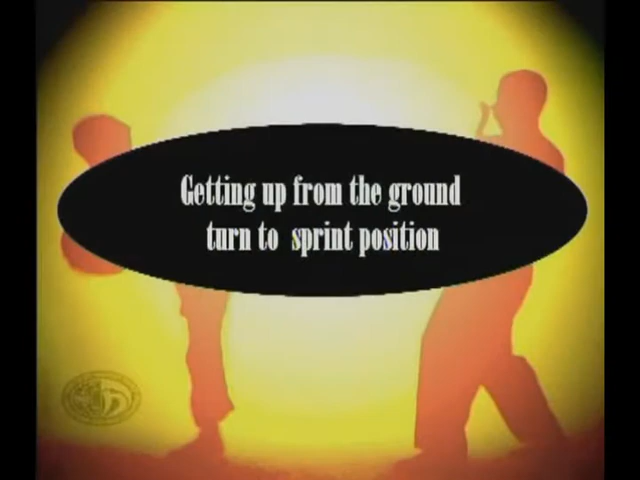 Getting up from the ground
turn to sprint position